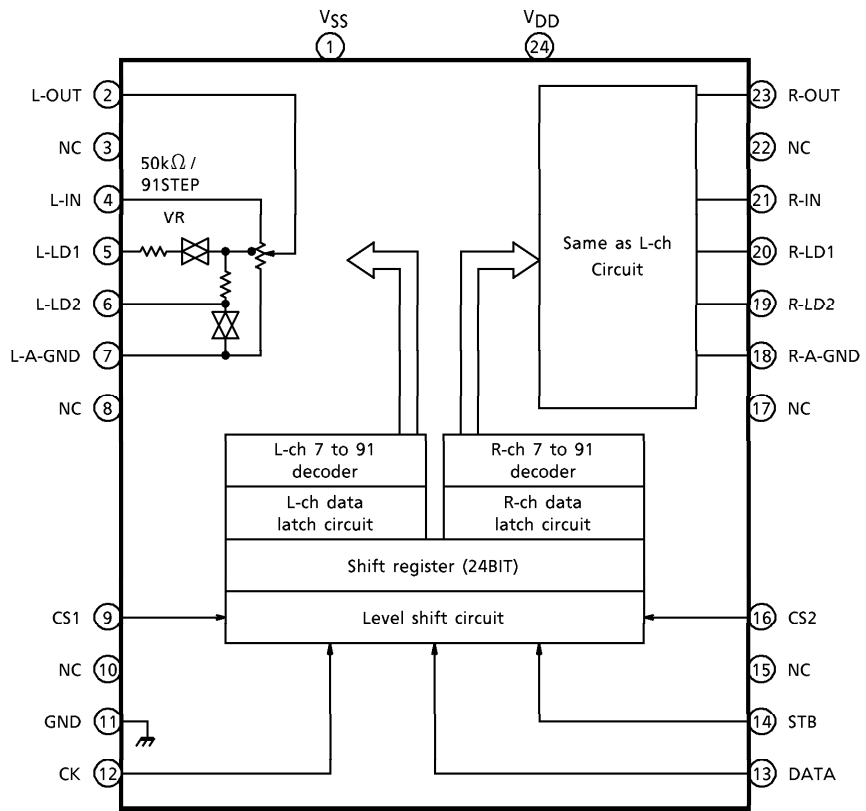 VSS
VDD
1
24
L-OUT 2
23 R-OUT
NC 3
22 NC
50kΩ /
91STEP
L-IN 4
21 R-IN
VR
L-LD1 5
20 R-LD1
Same as L-ch
Circuit
L-LD2 6
19 R-LD2
L-A-GND 7
18 R-A-GND
NC 8
17 NC
L-ch 7 to 91
decoder
R-ch 7 to 91
decoder
L-ch data
latch circuit
R-ch data
latch circuit
Shift register (24BIT)
Level shift circuit
CS1 9
16 CS2
NC 10
15 NC
GND 11
14 STB
CK 12
13 DATA